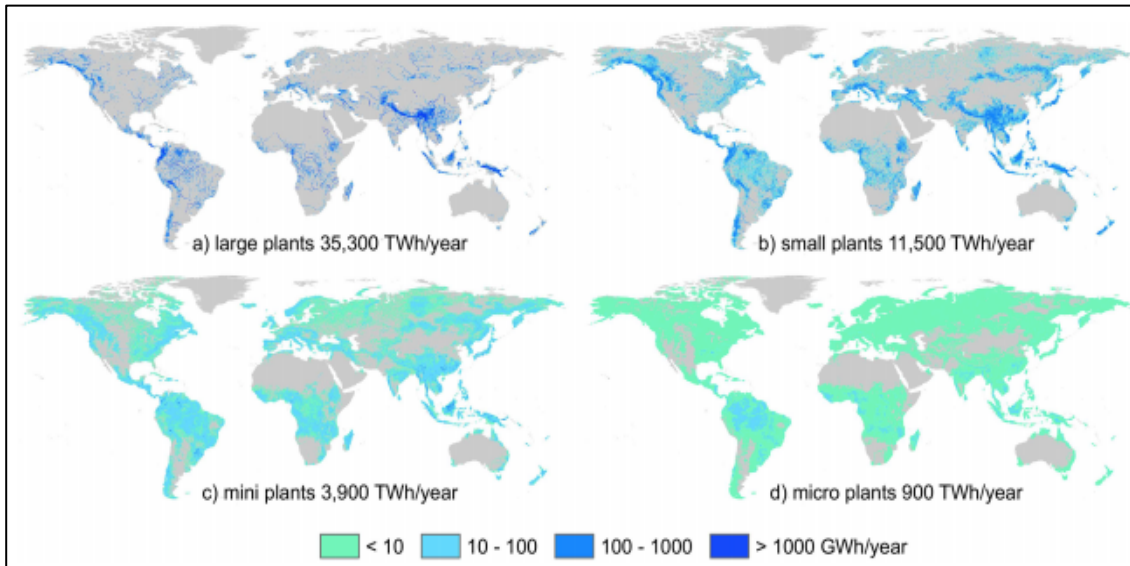 a) large plants 35,300 TWh/year
b) small plants 11,500 TWh/year
c) mini plants 3,900 TWh/year
d) micro plants 900 TWh/year
< 10
10 - 100
100 - 1000
> 1000 GWh/year